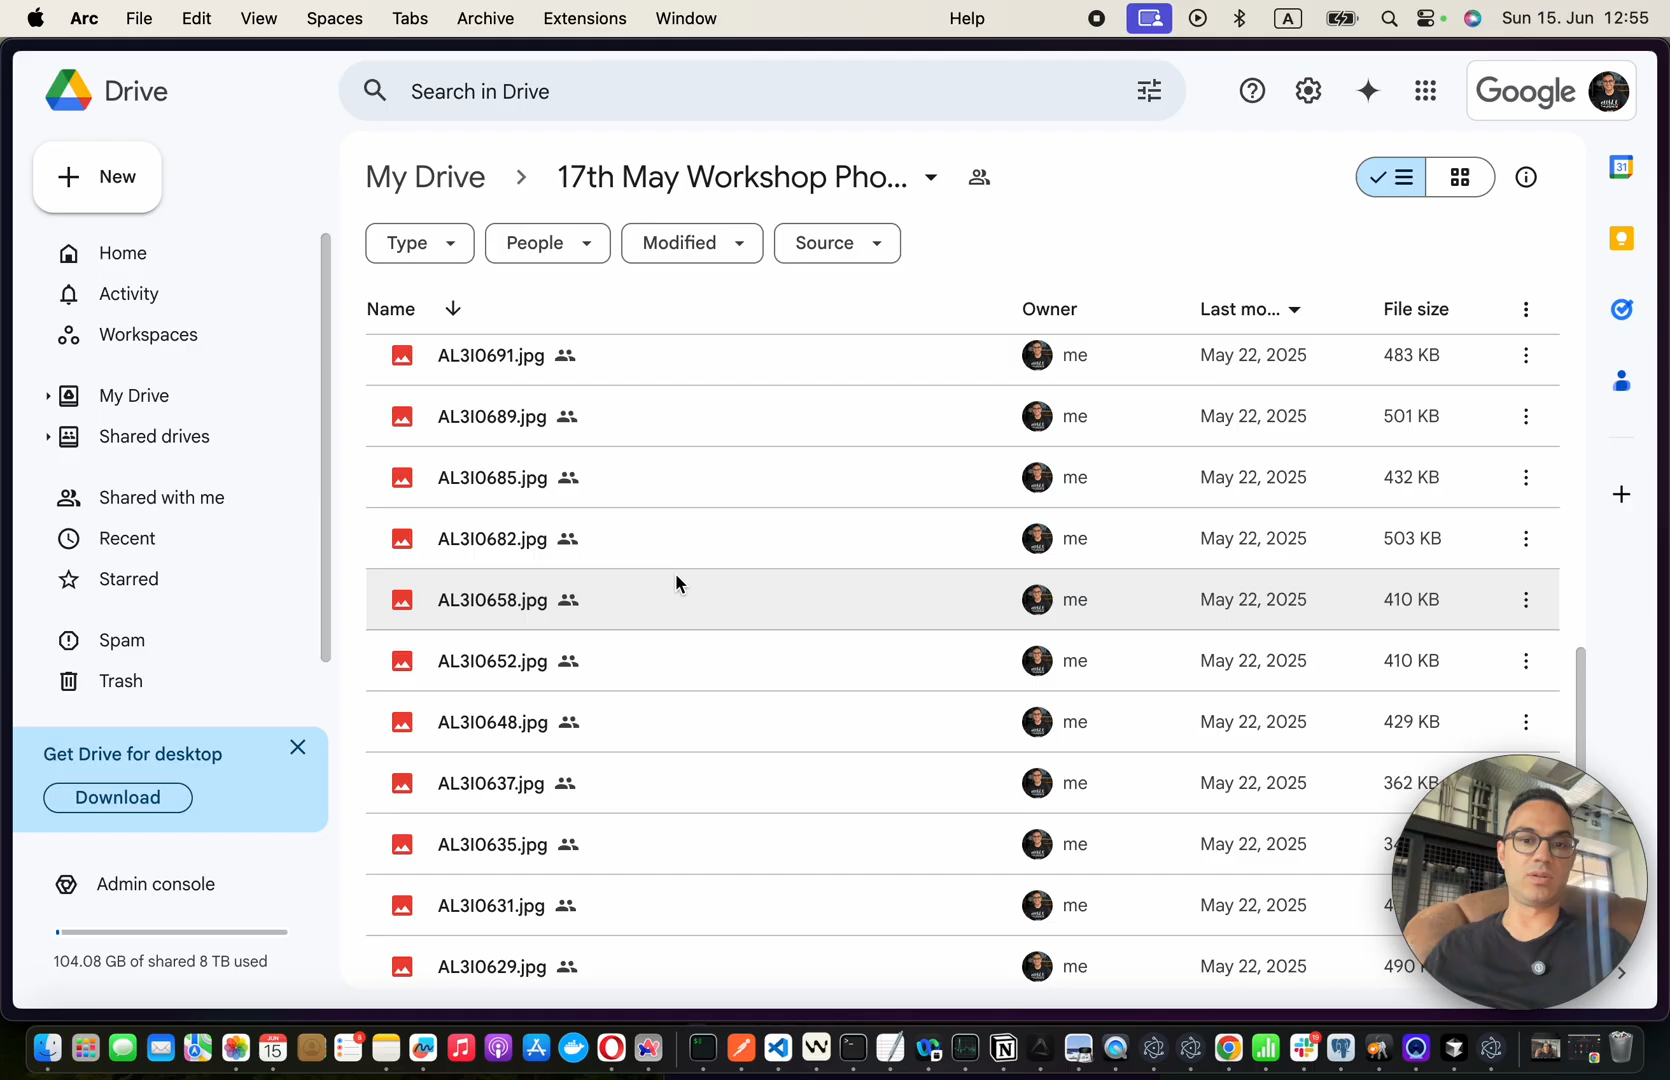 Arc File Edit View Spaces Tabs Archive Extensions Window Help A Sun 15. Jun 12:55
Drive
Search in Drive
Google
New
My Drive > 17th May Workshop Pho...
31
Home
Type People Modified Source
Activity
Workspaces
Name Owner Last mo... File size
AL3I0691.jpg me May 22, 2025 483 KB
My Drive
AL3I0689.jpg me May 22, 2025 501 KB
Shared drives
AL3I0685.jpg me May 22, 2025 432 KB
Shared with me
AL3I0682.jpg me May 22, 2025 503 KB
Recent
Starred
AL3I0658.jpg me May 22, 2025 410 KB
Spam
AL3I0652.jpg me May 22, 2025 410 KB
Trash
AL3I0648.jpg me May 22, 2025 429 KB
Get Drive for desktop
AL3I0637.jpg me May 22, 2025 362 KB
Download
AL3I0635.jpg me May 22, 2025 34
Admin console
AL3I0631.jpg me May 22, 2025 4
104.08 GB of shared 8 TB used
AL3I0629.jpg me May 22, 2025 490
JUN
15